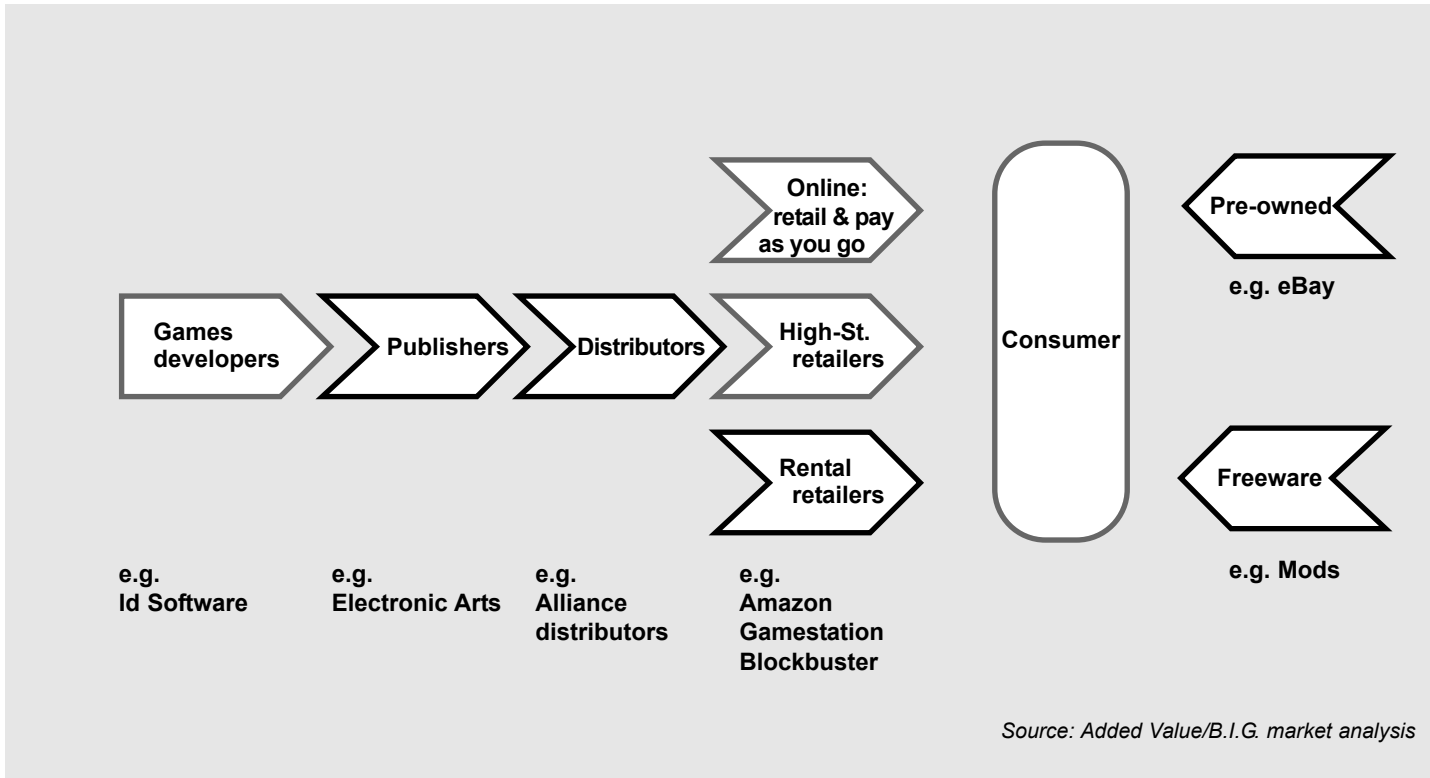 Online:
retail & pay
as you go
Pre-owned
e.g. eBay
Games
developers
Publishers
Distributors
High-St.
retailers
Consumer
Rental
retailers
Freeware
e.g. Mods
e.g.
Id Software
e.g.
Electronic Arts
e.g.
Alliance
distributors
e.g.
Amazon
Gamestation
Blockbuster
Source: Added Value/B.I.G. market analysis